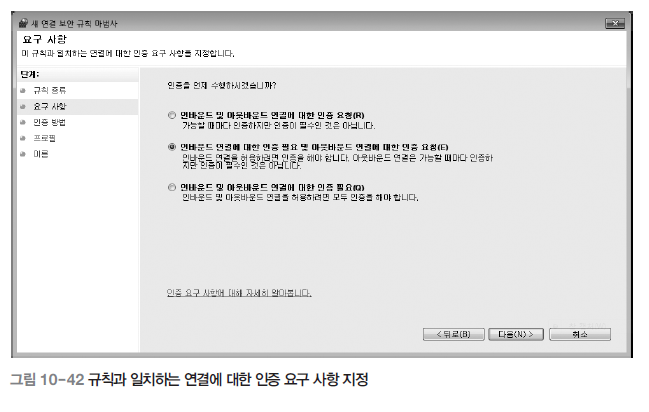 새 연결 보안 규칙 마법사
요구 사항
이 규칙과 일치하는 연결에 대한 인증 요구 사항을 지정합니다.
단계:
규칙 종류
요구 사항
인증 방법
프로필
이름
인증을 언제 수행하시겠습니까?
인바운드 및 아웃바운드 연결에 대한 인증 요청(R)
가능할 때마다 인증하지만 인증이 필수인 것은 아닙니다.
인바운드 연결에 대한 인증 필요 및 아웃바운드 연결에 대한 인증 요청(E)
인바운드 연결을 허용하려면 인증을 해야 합니다. 아웃바운드 연결은 가능할 때마다 인증하
지만 인증이 필수인 것은 아닙니다.
인바운드 및 아웃바운드 연결에 대한 인증 필요(Q)
인바운드 및 아웃바운드 연결을 허용하려면 모두 인증을 해야 합니다.
인증 요구 사항에 대해 자세히 알아봅니다.
< 뒤로(B) 다음(N) > 취소
그림 10-42 규칙과 일치하는 연결에 대한 인증 요구 사항 지정